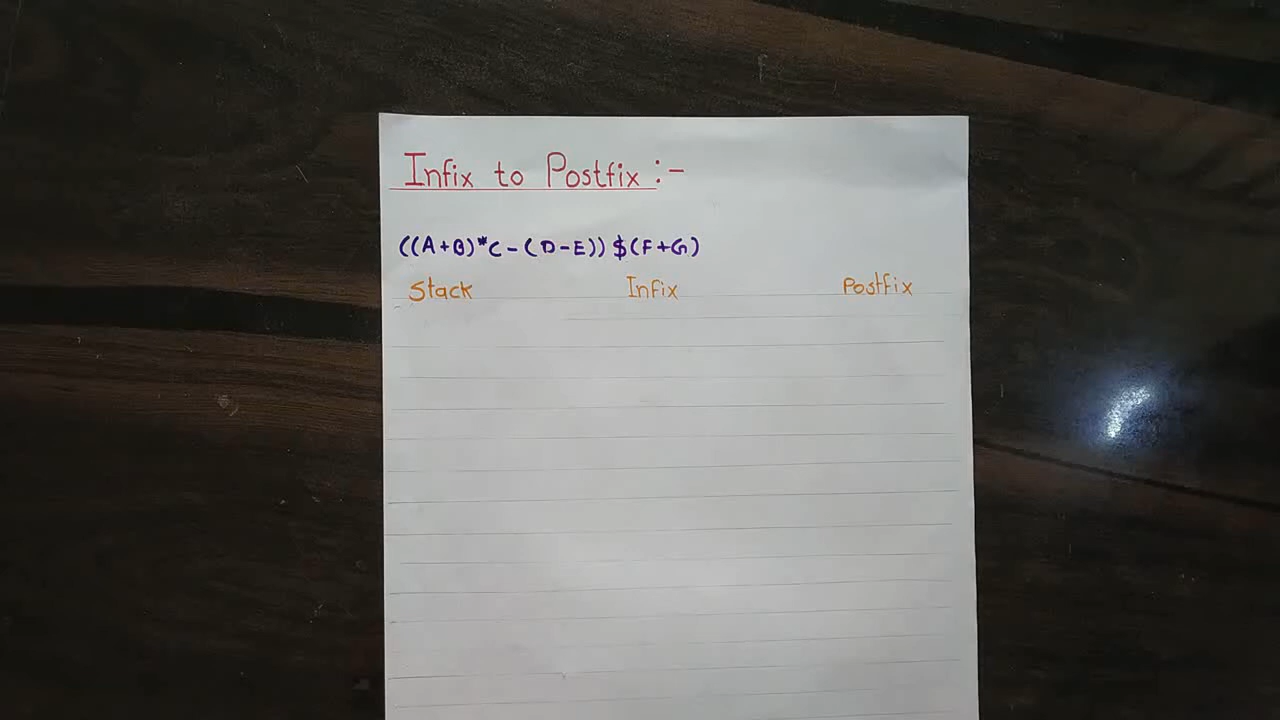 Infix to Postfix :-
((A+B)*C-(D-E))$(F+G)
Stack Infix Postfix